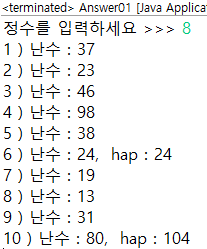 <terminated> Answer01 [Java Applicat
정수를 입력하세요 >>> 8
1 ) 난수 : 37
2 ) 난수 : 23
3 ) 난수 : 46
4 ) 난수 : 98
5 ) 난수 : 38
6 ) 난수 : 24,  hap : 24
7 ) 난수 : 19
8 ) 난수 : 13
9 ) 난수 : 31
10 ) 난수 : 80,  hap : 104